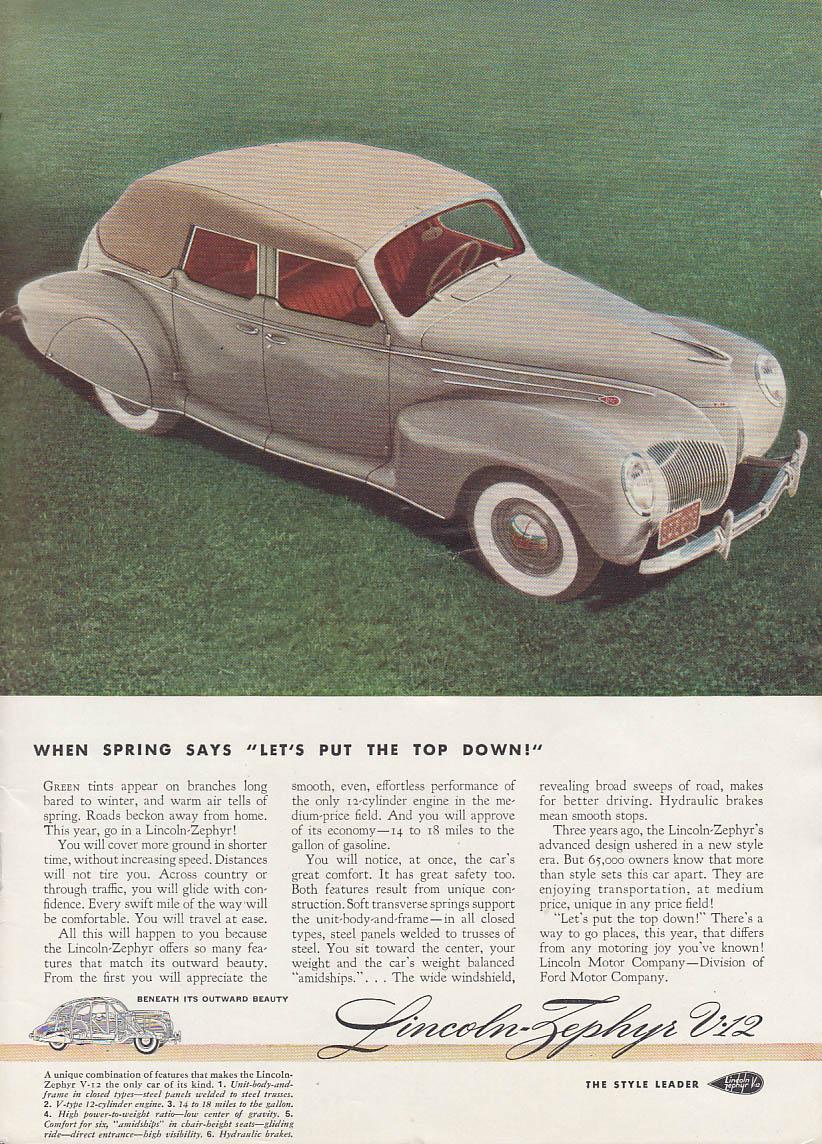 WHEN SPRING SAYS "LET'S PUT THE TOP DOWN!"
GREEN tints appear on branches long
bared to winter, and warm air tells of
spring. Roads beckon away from home.
This year, go in a Lincoln-Zephyr!
You will cover more ground in shorter
time, without increasing speed. Distances
will not tire you. Across country or
through traffic, you will glide with con-
fidence. Every swift mile of the way will
be comfortable. You will travel at ease.
All this will happen to you because
the Lincoln-Zephyr offers so many fea-
tures that match its outward beauty.
From the first you will appreciate the
smooth, even, effortless performance of
the only 12-cylinder engine in the me-
dium-price field. And you will approve
of its economy—14 to 18 miles to the
gallon of gasoline.
You will notice, at once, the car's
great comfort. It has great safety too.
Both features result from unique con-
struction. Soft transverse springs support
the unit-body-and-frame—in all closed
types, steel panels welded to trusses of
steel. You sit toward the center, your
weight and the car's weight balanced
"amidships." . . . The wide windshield,
revealing broad sweeps of road, makes
for better driving. Hydraulic brakes
mean smooth stops.
Three years ago, the Lincoln-Zephyr's
advanced design ushered in a new style
era. But 65,000 owners know that more
than style sets this car apart. They are
enjoying transportation, at medium
price, unique in any price field!
"Let's put the top down!" There's a
way to go places, this year, that differs
from any motoring joy you've known!
Lincoln Motor Company—Division of
Ford Motor Company.
BENEATH ITS OUTWARD BEAUTY
Lincoln-Zephyr V·12
A unique combination of features that makes the Lincoln-
Zephyr V-12 the only car of its kind. 1. Unit-body-and-
frame in closed types—steel panels welded to steel trusses.
2. V-type 12-cylinder engine. 3. 14 to 18 miles to the gallon.
4. High power-to-weight ratio—low center of gravity. 5.
Comfort for six, "amidships" in chair-height seats—gliding
ride—direct entrance—high visibility. 6. Hydraulic brakes.
THE STYLE LEADER
Lincoln
Zephyr V12